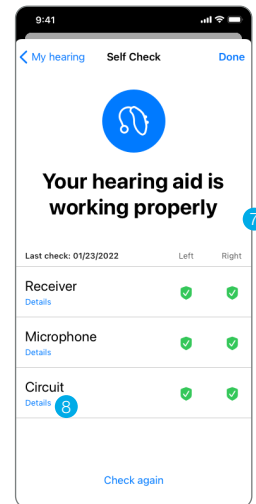 9:41
My hearing Self Check Done
Your hearing aid is
working properly
7
Last check: 01/23/2022 Left Right
Receiver
Details
Microphone
Details
Circuit
Details 8
Check again